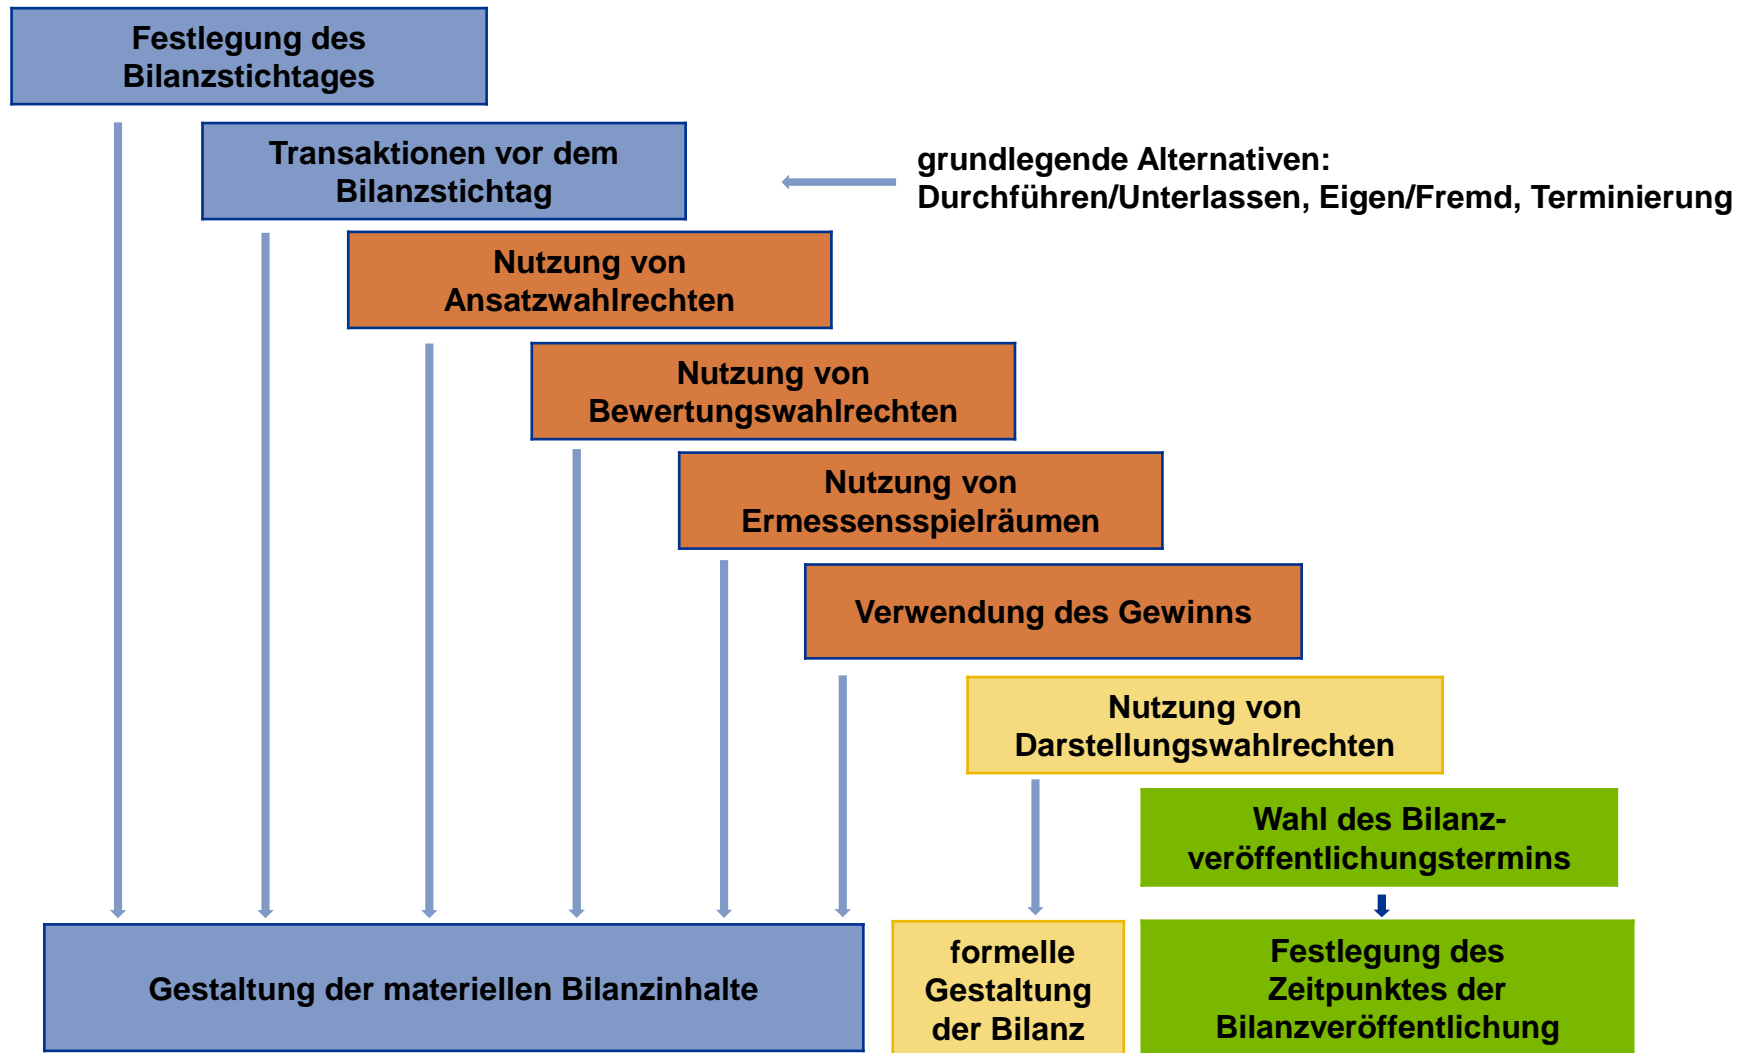 Festlegung des
Bilanzstichtages
Transaktionen vor dem
Bilanzstichtag
grundlegende Alternativen:
Durchführen/Unterlassen, Eigen/Fremd, Terminierung
Nutzung von
Ansatzwahlrechten
Nutzung von
Bewertungswahlrechten
Nutzung von
Ermessensspielräumen
Verwendung des Gewinns
Nutzung von
Darstellungswahlrechten
Wahl des Bilanz-
veröffentlichungstermins
Gestaltung der materiellen Bilanzinhalte
formelle
Gestaltung
der Bilanz
Festlegung des
Zeitpunktes der
Bilanzveröffentlichung